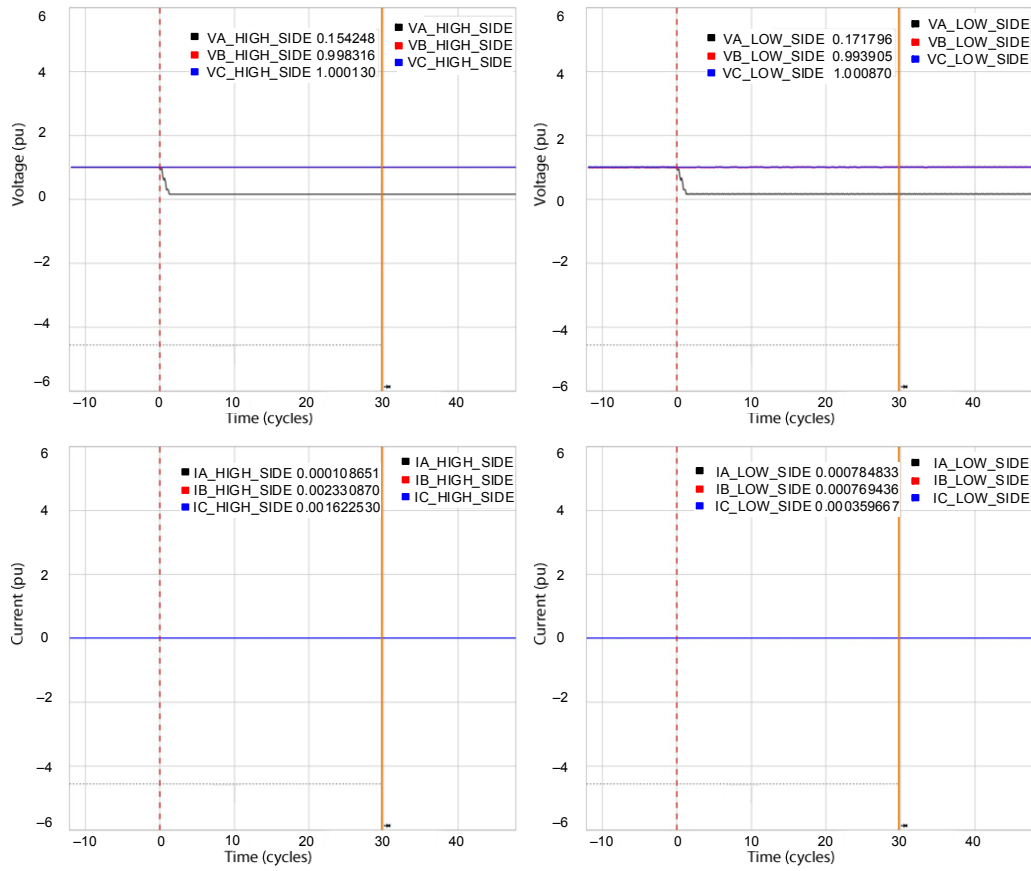 6
4
2
0
–2
–4
–6
Voltage (pu)
VA_HIGH_SIDE 0.154248
VB_HIGH_SIDE 0.998316
VC_HIGH_SIDE 1.000130
VA_HIGH_SIDE
VB_HIGH_SIDE
VC_HIGH_SIDE
–10 0 10 20 30 40
Time (cycles)
6
4
2
0
–2
–4
–6
Voltage (pu)
VA_LOW_SIDE 0.171796
VB_LOW_SIDE 0.993905
VC_LOW_SIDE 1.000870
VA_LOW_SIDE
VB_LOW_SIDE
VC_LOW_SIDE
–10 0 10 20 30 40
Time (cycles)
6
4
2
0
–2
–4
–6
Current (pu)
IA_HIGH_SIDE 0.000108651
IB_HIGH_SIDE 0.002330870
IC_HIGH_SIDE 0.001622530
IA_HIGH_SIDE
IB_HIGH_SIDE
IC_HIGH_SIDE
–10 0 10 20 30 40
Time (cycles)
6
4
2
0
–2
–4
–6
Current (pu)
IA_LOW_SIDE 0.000784833
IB_LOW_SIDE 0.000769436
IC_LOW_SIDE 0.000359667
IA_LOW_SIDE
IB_LOW_SIDE
IC_LOW_SIDE
–10 0 10 20 30 40
Time (cycles)